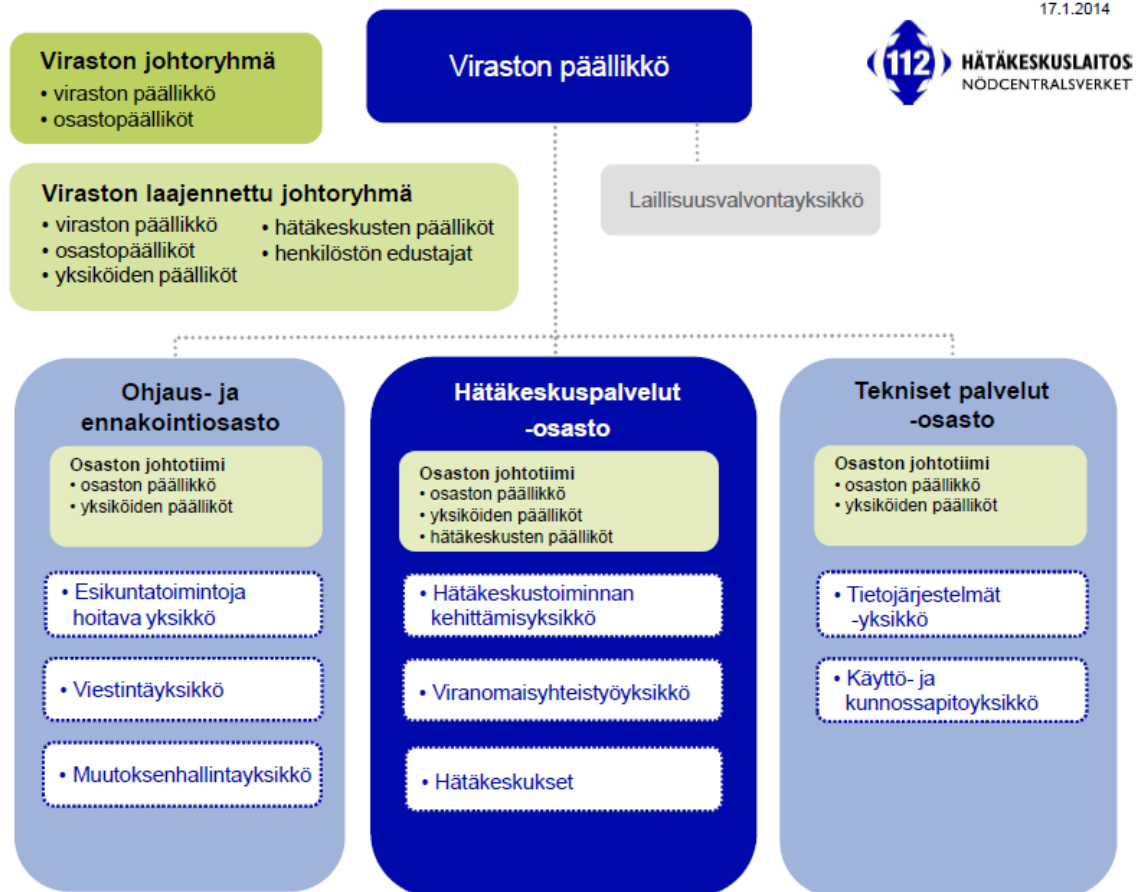 17.1.2014
Viraston johtoryhmä
• viraston päällikkö
• osastopäälliköt
Viraston päällikkö
112
HÄTÄKESKUSLAITOS
NÖDCENTRALSVERKET
Viraston laajennettu johtoryhmä
• viraston päällikkö
• osastopäälliköt
• yksiköiden päälliköt
• hätäkeskusten päälliköt
• henkilöstön edustajat
Laillisuusvalvontayksikkö
Ohjaus- ja
ennakointiosasto
Osaston johtotiimi
• osaston päällikkö
• yksiköiden päälliköt
• Esikuntatoimintoja
hoitava yksikkö
• Viestintäyksikkö
• Muutoksenhallintayksikkö
Hätäkeskuspalvelut
-osasto
Osaston johtotiimi
• osaston päällikkö
• yksiköiden päälliköt
• hätäkeskusten päälliköt
• Hätäkeskustoiminnan
kehittämisyksikkö
• Viranomaisyhteistyöyksikkö
• Hätäkeskukset
Tekniset palvelut
-osasto
Osaston johtotiimi
• osaston päällikkö
• yksiköiden päälliköt
• Tietojärjestelmät
-yksikkö
• Käyttö- ja
kunnossapitoyksikkö